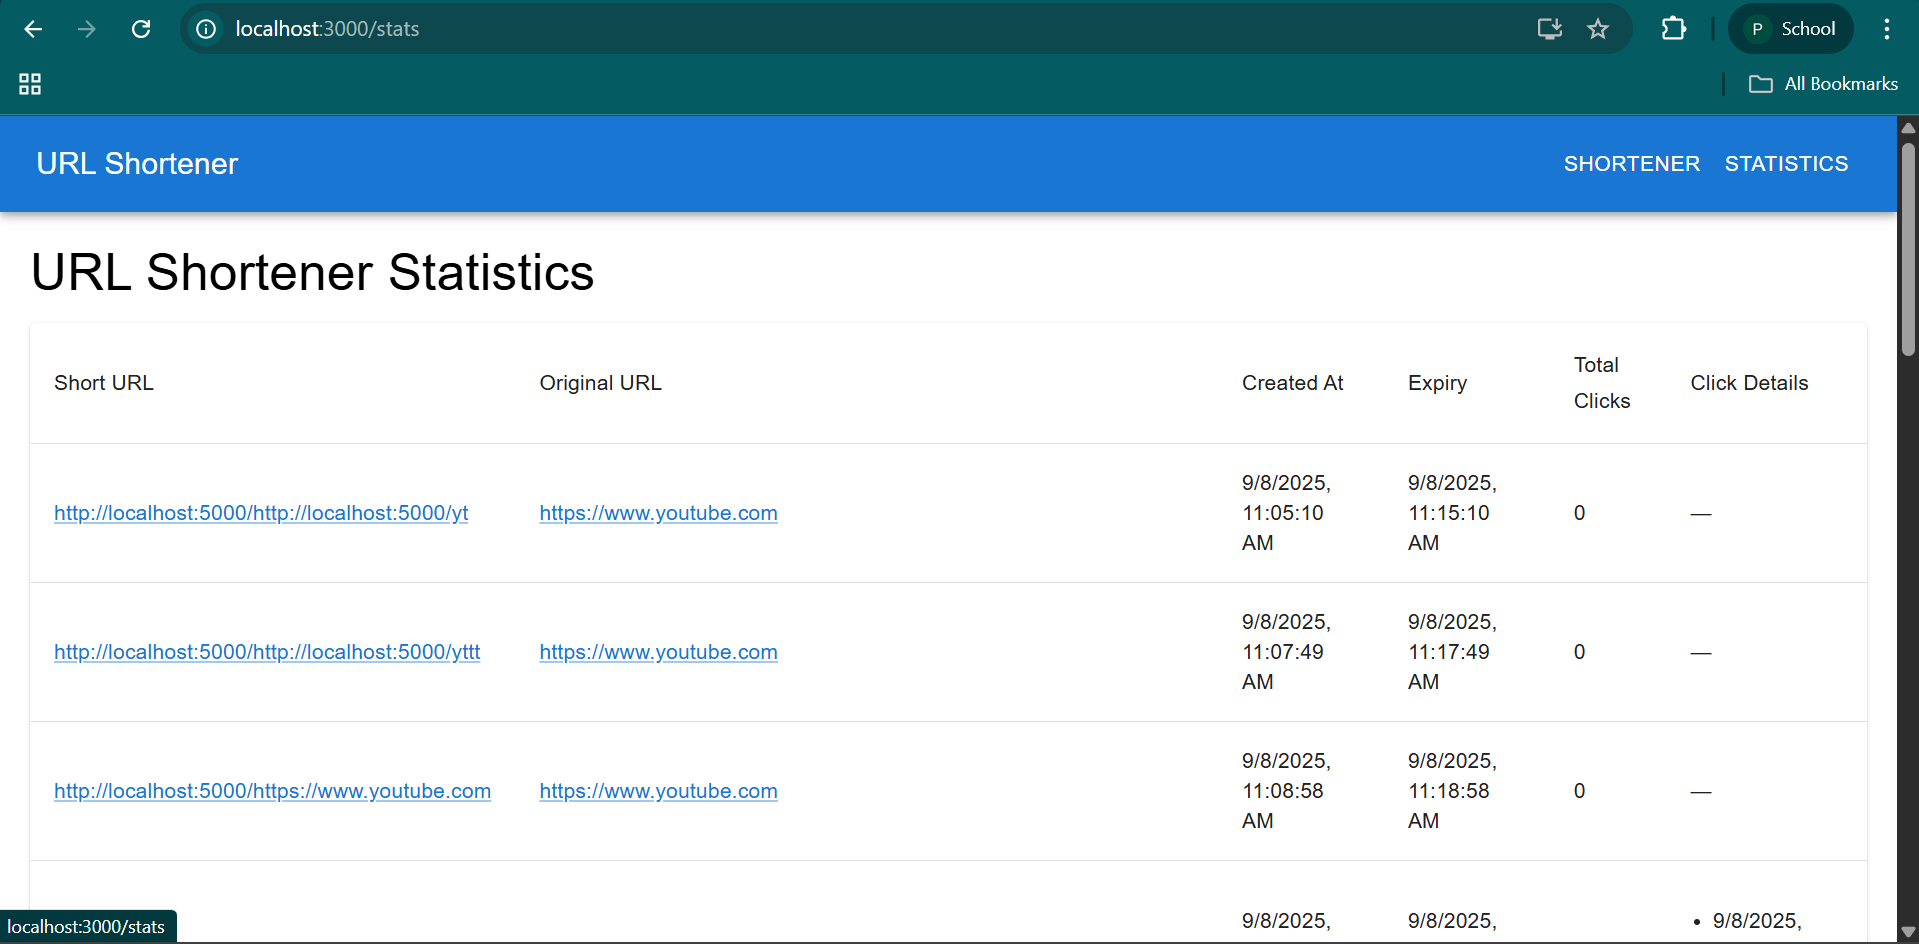 localhost:3000/stats
P School
All Bookmarks
URL Shortener
SHORTENER STATISTICS
URL Shortener Statistics
Short URL Original URL Created At Expiry Total Clicks Click Details
http://localhost:5000/http://localhost:5000/yt https://www.youtube.com 9/8/2025, 11:05:10 AM 9/8/2025, 11:15:10 AM 0 —
http://localhost:5000/http://localhost:5000/yttt https://www.youtube.com 9/8/2025, 11:07:49 AM 9/8/2025, 11:17:49 AM 0 —
http://localhost:5000/https://www.youtube.com https://www.youtube.com 9/8/2025, 11:08:58 AM 9/8/2025, 11:18:58 AM 0 —
9/8/2025, 9/8/2025, • 9/8/2025,
localhost:3000/stats